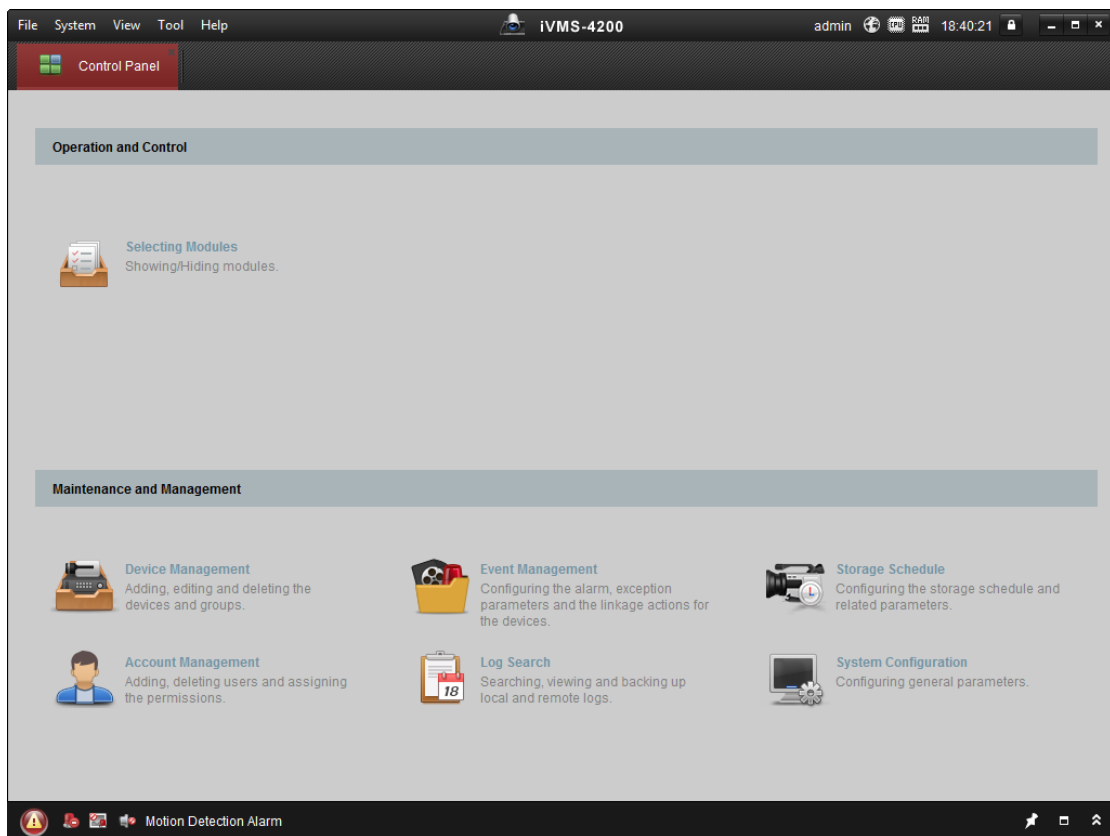 File System View Tool Help iVMS-4200 admin CPU RAM 18:40:21
Control Panel
Operation and Control
Selecting Modules
Showing/Hiding modules.
Maintenance and Management
Device Management
Adding, editing and deleting the
devices and groups.
Event Management
Configuring the alarm, exception
parameters and the linkage actions for
the devices.
Storage Schedule
Configuring the storage schedule and
related parameters.
Account Management
Adding, deleting users and assigning
the permissions.
18
Log Search
Searching, viewing and backing up
local and remote logs.
System Configuration
Configuring general parameters.
Motion Detection Alarm